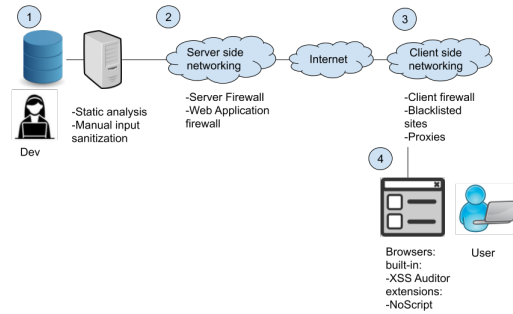 1
2
3
Server side
networking
Internet
Client side
networking
-Static analysis
-Manual input
sanitization
Dev
-Server Firewall
-Web Application
firewall
-Client firewall
-Blacklisted
sites
-Proxies
4
Browsers:
built-in:
-XSS Auditor
extensions:
-NoScript
User